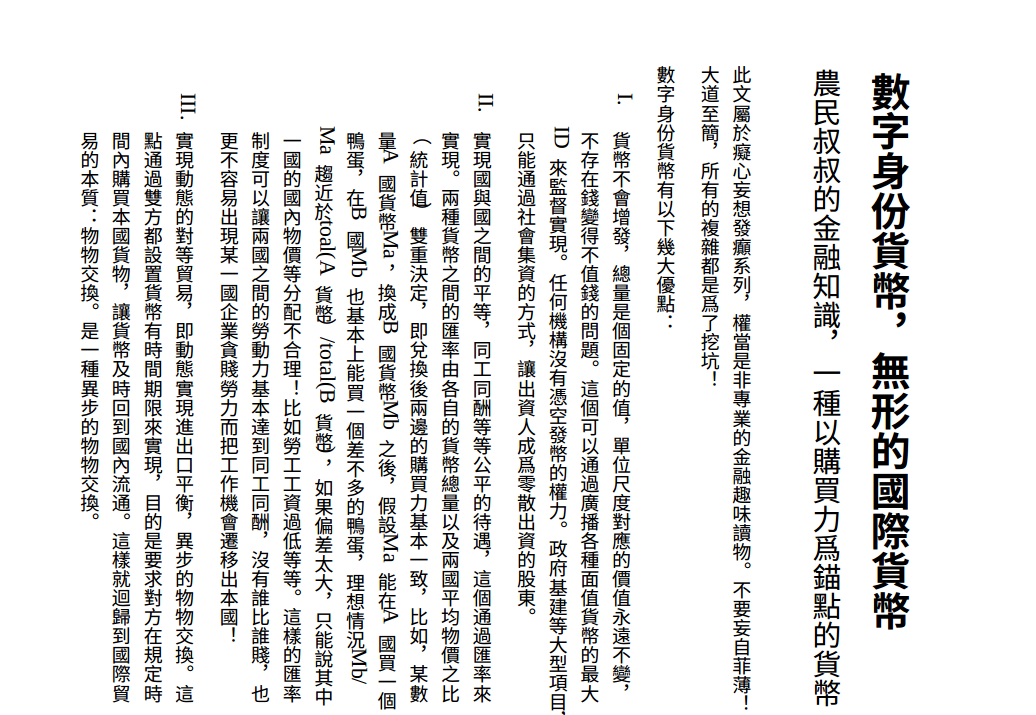 數字身份貨幣，無形的國際貨幣
農民叔叔的金融知識，一種以購買力爲錨點的貨幣
此文屬於癡心妄想發癲系列，權當是非專業的金融趣味讀物。不要妄自菲薄！
大道至簡，所有的複雜都是爲了挖坑！
數字身份貨幣有以下幾大優點：
I. 貨幣不會增發，總量是個固定的值，單位尺度對應的價值永遠不變，
不存在錢變得不值錢的問題。這個可以通過廣播各種面值貨幣的最大
ID 來監督實現。任何機構沒有憑空發幣的權力。政府基建等大型項目，
只能通過社會集資的方式，讓出資人成爲零散出資的股東。
II. 實現國與國之間的平等，同工同酬等等公平的待遇，這個通過匯率來
實現。兩種貨幣之間的匯率由各自的貨幣總量以及兩國平均物價之比
（統計值）雙重決定，即兌換後兩邊的購買力基本一致，比如，某數
量A 國貨幣Ma，換成B 國貨幣Mb 之後，假設Ma 能在A 國買一個
鴨蛋，在B 國Mb 也基本上能買一個差不多的鴨蛋，理想情況Mb/
Ma 趨近於toal(A 貨幣）/total(B 貨幣），如果偏差太大，只能說其中
一國的國內物價等分配不合理！比如勞工工資過低等等。這樣的匯率
制度可以讓兩國之間的勞動力基本達到同工同酬，沒有誰比誰賤，也
更不容易出現某一國企業貪賤勞力而把工作機會遷移出本國！
III. 實現動態的對等貿易，即動態實現進出口平衡，異步的物物交換。這
點通過雙方都設置貨幣有時間期限來實現，目的是要求對方在規定時
間內購買本國貨物，讓貨幣及時回到國內流通。這樣就迴歸到國際貿
易的本質：物物交換。是一種異步的物物交換。